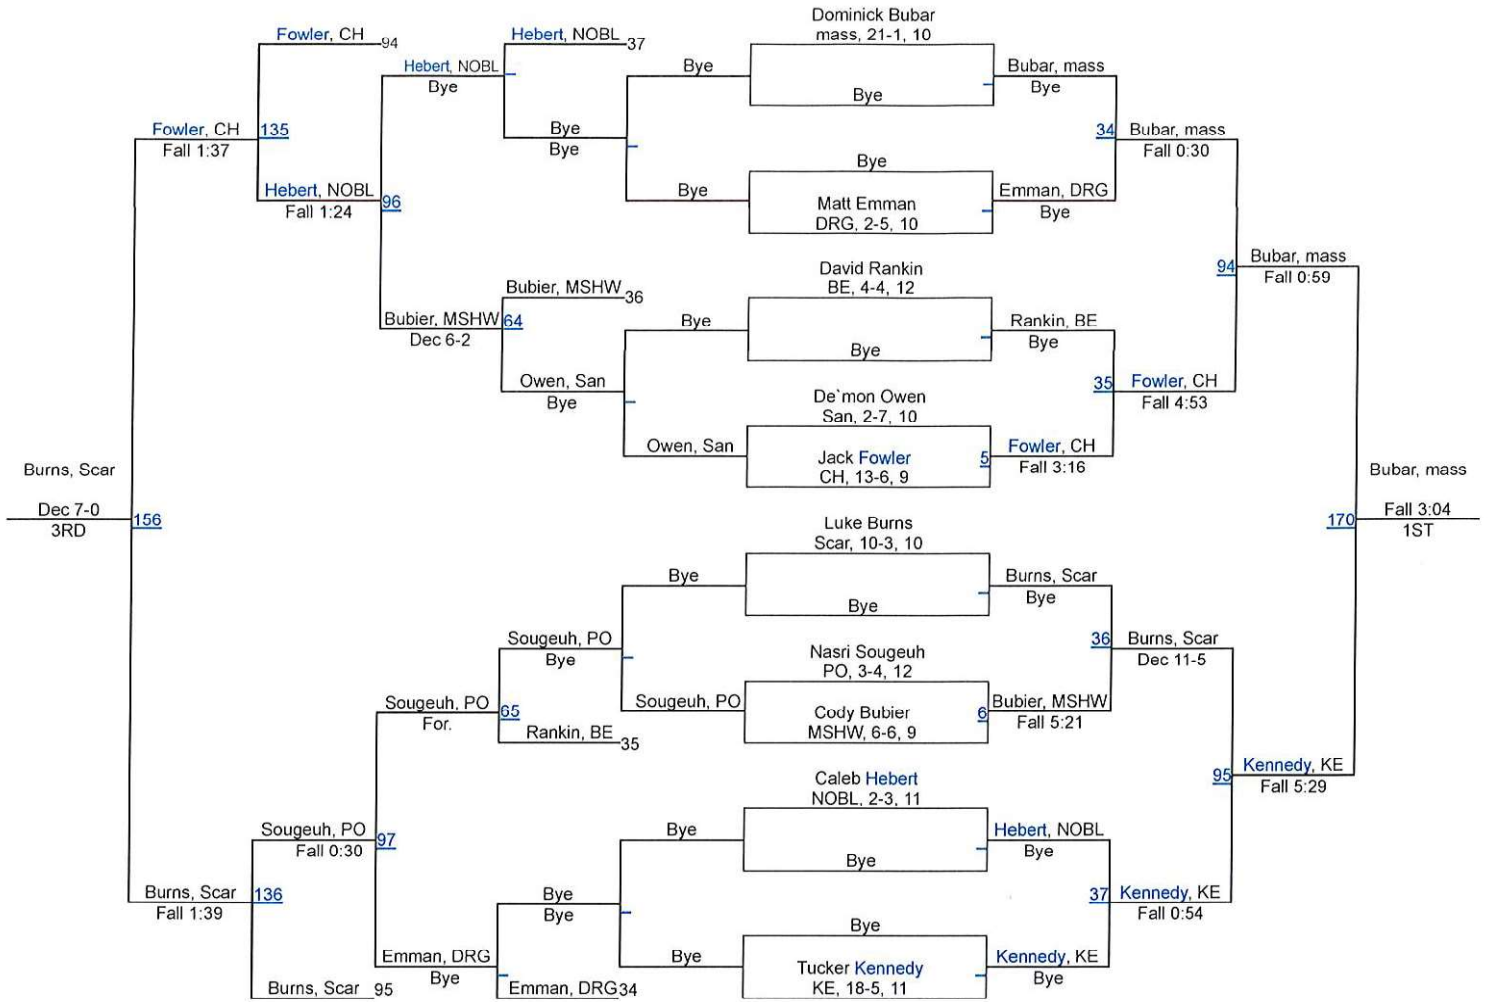 Dominick Bubar
mass, 21-1, 10
Fowler, CH
94
Hebert, NOBL
37
Hebert, NOBL
Bye
Bye
Bye
Bubar, mass
Bye
Fowler, CH
Fall 1:37
135
Bye
Bye
34
Bubar, mass
Fall 0:30
Bye
Hebert, NOBL
Fall 1:24
96
Bye
Matt Emman
DRG, 2-5, 10
Emman, DRG
Bye
Bubar, mass
Fall 0:59
94
David Rankin
BE, 4-4, 12
Bubier, MSHW
36
Bubier, MSHW
Dec 6-2
64
Bye
Bye
Rankin, BE
Bye
Owen, San
Bye
35
Fowler, CH
Fall 4:53
De`mon Owen
San, 2-7, 10
Owen, San
Jack Fowler
CH, 13-6, 9
5
Fowler, CH
Fall 3:16
Burns, Scar
Dec 7-0
3RD
156
Bubar, mass
170
Fall 3:04
1ST
Luke Burns
Scar, 10-3, 10
Bye
Bye
Burns, Scar
Bye
Sougeuh, PO
Bye
36
Burns, Scar
Dec 11-5
Nasri Sougeuh
PO, 3-4, 12
Sougeuh, PO
For.
65
Sougeuh, PO
Cody Bubier
MSHW, 6-6, 9
6
Bubier, MSHW
Fall 5:21
Rankin, BE
35
95
Kennedy, KE
Fall 5:29
Caleb Hebert
NOBL, 2-3, 11
Sougeuh, PO
Fall 0:30
97
Bye
Bye
Hebert, NOBL
Bye
Burns, Scar
Fall 1:39
136
Bye
Bye
37
Kennedy, KE
Fall 0:54
Bye
Emman, DRG
Bye
Bye
Tucker Kennedy
KE, 18-5, 11
Kennedy, KE
Bye
Burns, Scar
95
Emman, DRG
34